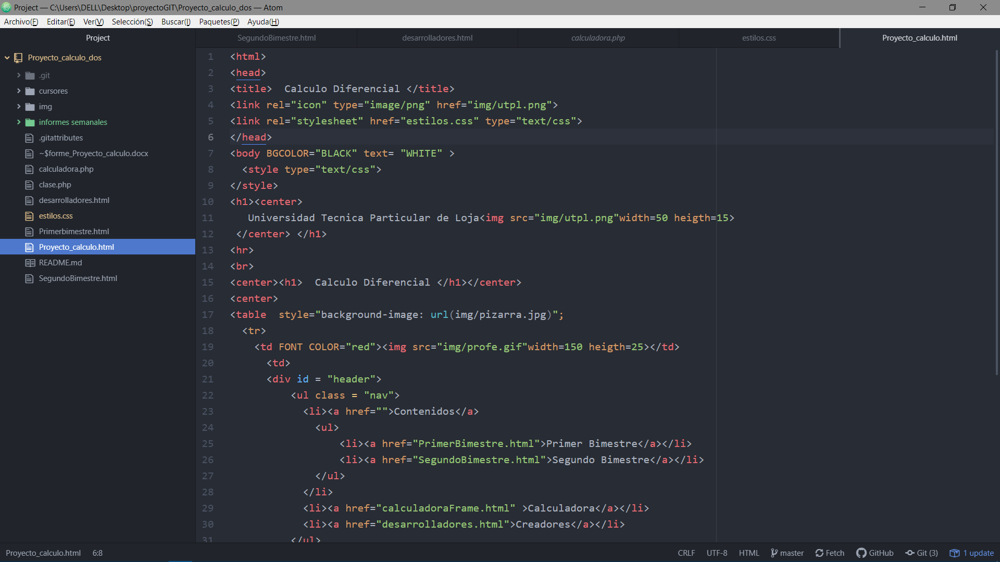 Project — C:\Users\DELL\Desktop\proyectoGIT\Proyecto_calculo_dos — Atom
Archivo(F) Editar(E) Ver(V) Selección(S) Buscar(I) Paquetes(P) Ayuda(H)
Project
SegundoBimestre.html desarrolladores.html calculadora.php estilos.css Proyecto_calculo.html
Proyecto_calculo_dos
.git
cursores
img
informes semanales
.gitattributes
~$forme_Proyecto_calculo.docx
calculadora.php
clase.php
desarrolladores.html
estilos.css
Primerbimestre.html
Proyecto_calculo.html
README.md
SegundoBimestre.html
1 <html>
2 <head>
3 <title>  Calculo Diferencial </title>
4 <link rel="icon" type="image/png" href="img/utpl.png">
5 <link rel="stylesheet" href="estilos.css" type="text/css">
6 </head>
7 <body BGCOLOR="BLACK" text= "WHITE" >
8   <style type="text/css">
9 </style>
10 <h1><center>
11    Universidad Tecnica Particular de Loja<img src="img/utpl.png"width=50 heigth=15>
12  </center> </h1>
13 <hr>
14 <br>
15 <center><h1>  Calculo Diferencial </h1></center>
16 <center>
17 <table  style="background-image: url(img/pizarra.jpg)";
18   <tr>
19     <td FONT COLOR="red"><img src="img/profe.gif"width=150 heigth=25></td>
20       <td>
21       <div id = "header">
22           <ul class = "nav">
23             <li><a href="">Contenidos</a>
24               <ul>
25                   <li><a href="PrimerBimestre.html">Primer Bimestre</a></li>
26                   <li><a href="SegundoBimestre.html">Segundo Bimestre</a></li>
27               </ul>
28             </li>
29             <li><a href="calculadoraFrame.html" >Calculadora</a></li>
30             <li><a href="desarrolladores.html">Creadores</a></li>
31           </ul>
Proyecto_calculo.html 6:8 CRLF UTF-8 HTML master Fetch GitHub Git (3) 1 update